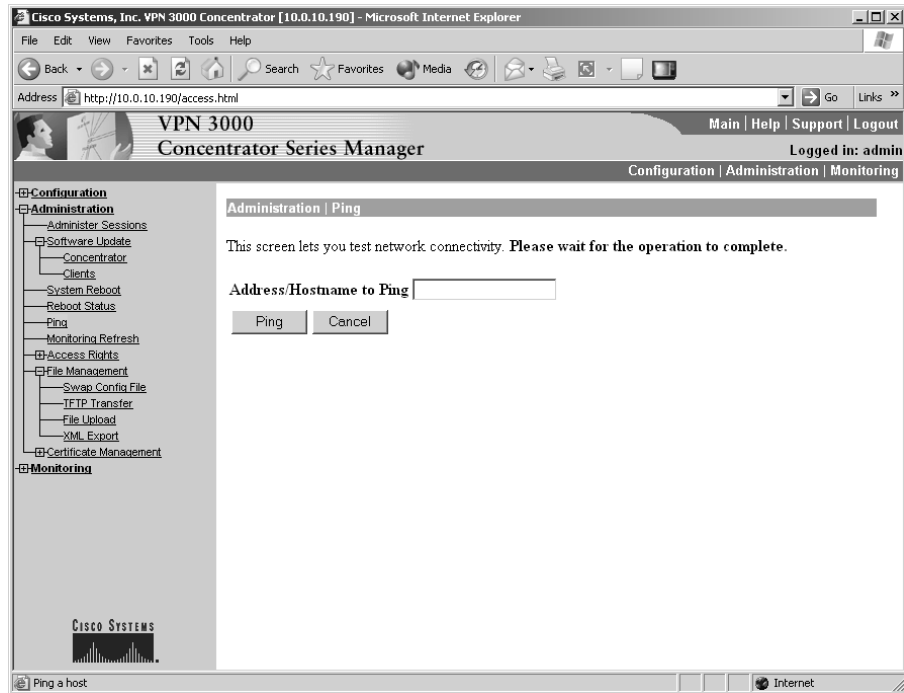 Cisco Systems, Inc. VPN 3000 Concentrator [10.0.10.190] - Microsoft Internet Explorer
File Edit View Favorites Tools Help
Back Search Favorites Media
Address http://10.0.10.190/access.html Go Links »
VPN 3000
Concentrator Series Manager
Main | Help | Support | Logout
Logged in: admin
Configuration | Administration | Monitoring
Configuration
Administration
Administer Sessions
Software Update
Concentrator
Clients
System Reboot
Reboot Status
Ping
Monitoring Refresh
Access Rights
File Management
Swap Config File
TFTP Transfer
File Upload
XML Export
Certificate Management
Monitoring
Administration | Ping
This screen lets you test network connectivity. Please wait for the operation to complete.
Address/Hostname to Ping
Ping Cancel
CISCO SYSTEMS
Ping a host Internet